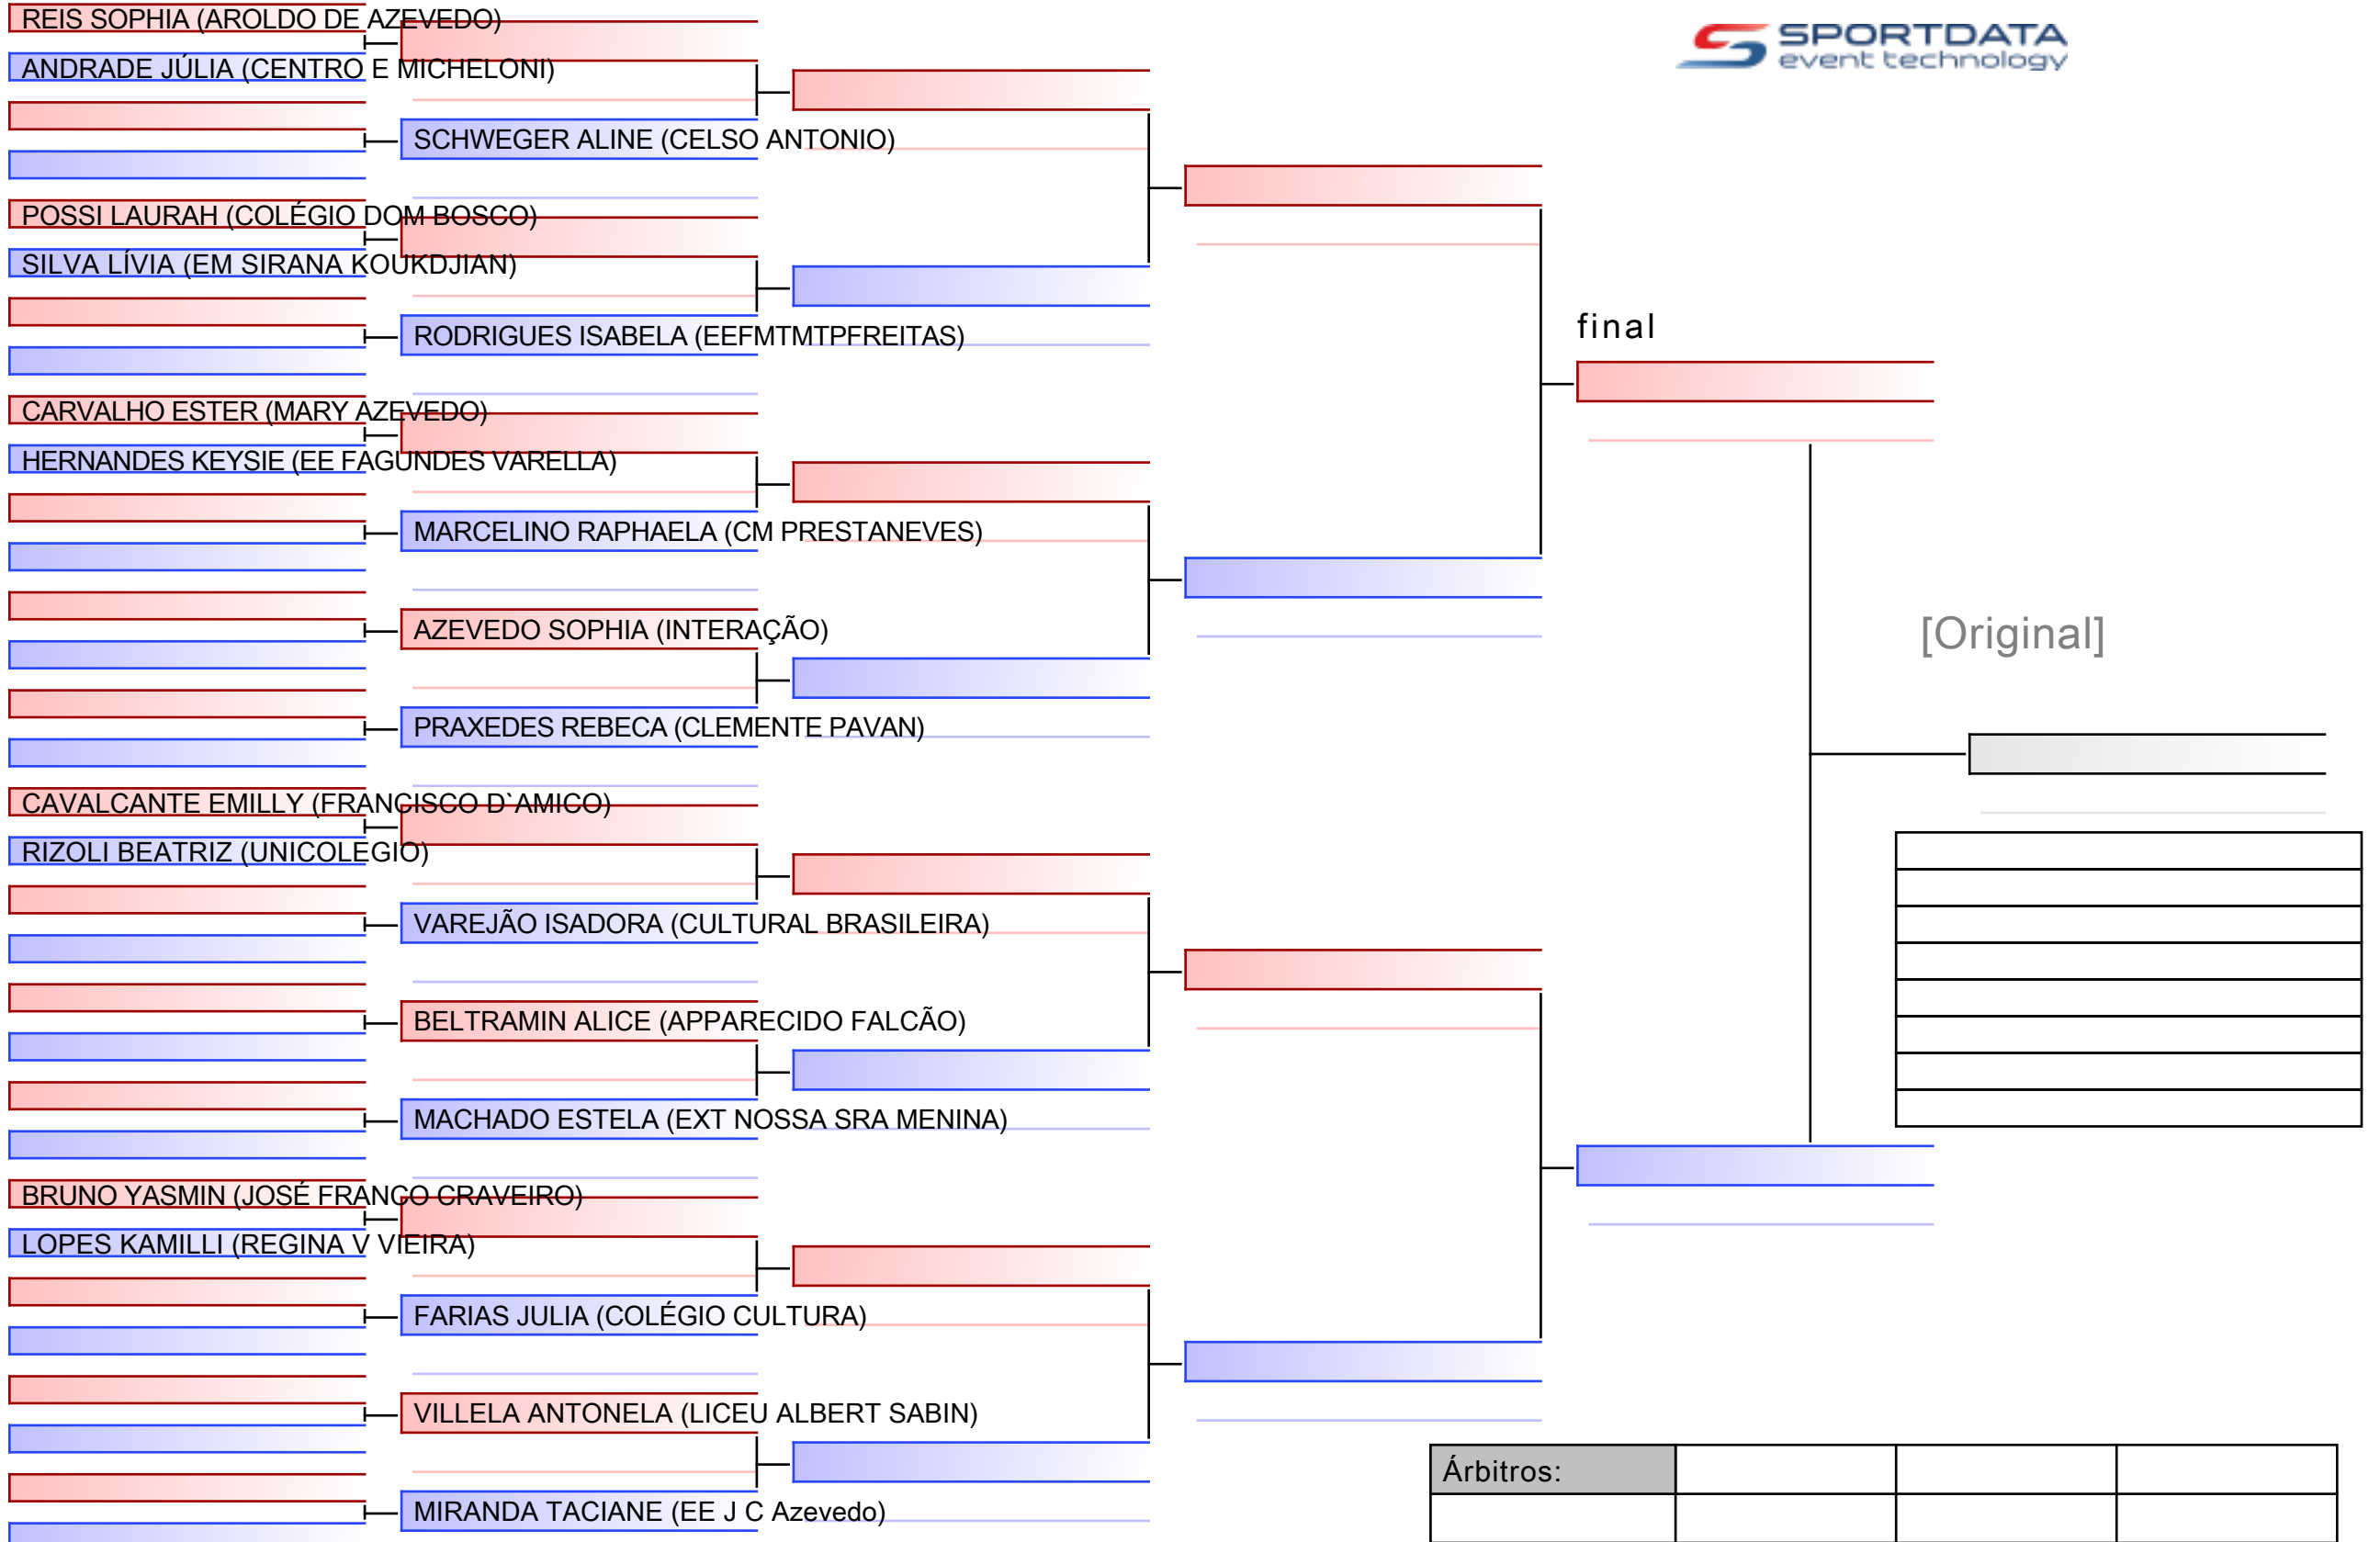 REIS SOPHIA (AROLDO DE AZEVEDO)
SPORTDATA
event technology
ANDRADE JÚLIA (CENTRO E MICHELONI)
SCHWEGER ALINE (CELSO ANTONIO)
POSSI LAURAH (COLÉGIO DOM BOSCO)
SILVA LÍVIA (EM SIRANA KOUKDJIAN)
RODRIGUES ISABELA (EEFMTMTPFREITAS)
final
CARVALHO ESTER (MARY AZEVEDO)
HERNANDES KEYSIE (EE FAGUNDES VARELLA)
MARCELINO RAPHAELA (CM PRESTANEVES)
AZEVEDO SOPHIA (INTERAÇÃO)
[Original]
PRAXEDES REBECA (CLEMENTE PAVAN)
CAVALCANTE EMILLY (FRANCISCO D`AMICO)
RIZOLI BEATRIZ (UNICOLEGIO)
VAREJÃO ISADORA (CULTURAL BRASILEIRA)
BELTRAMIN ALICE (APPARECIDO FALCÃO)
MACHADO ESTELA (EXT NOSSA SRA MENINA)
BRUNO YASMIN (JOSÉ FRANCO CRAVEIRO)
LOPES KAMILLI (REGINA V VIEIRA)
FARIAS JULIA (COLÉGIO CULTURA)
VILLELA ANTONELA (LICEU ALBERT SABIN)
Árbitros:
MIRANDA TACIANE (EE J C Azevedo)